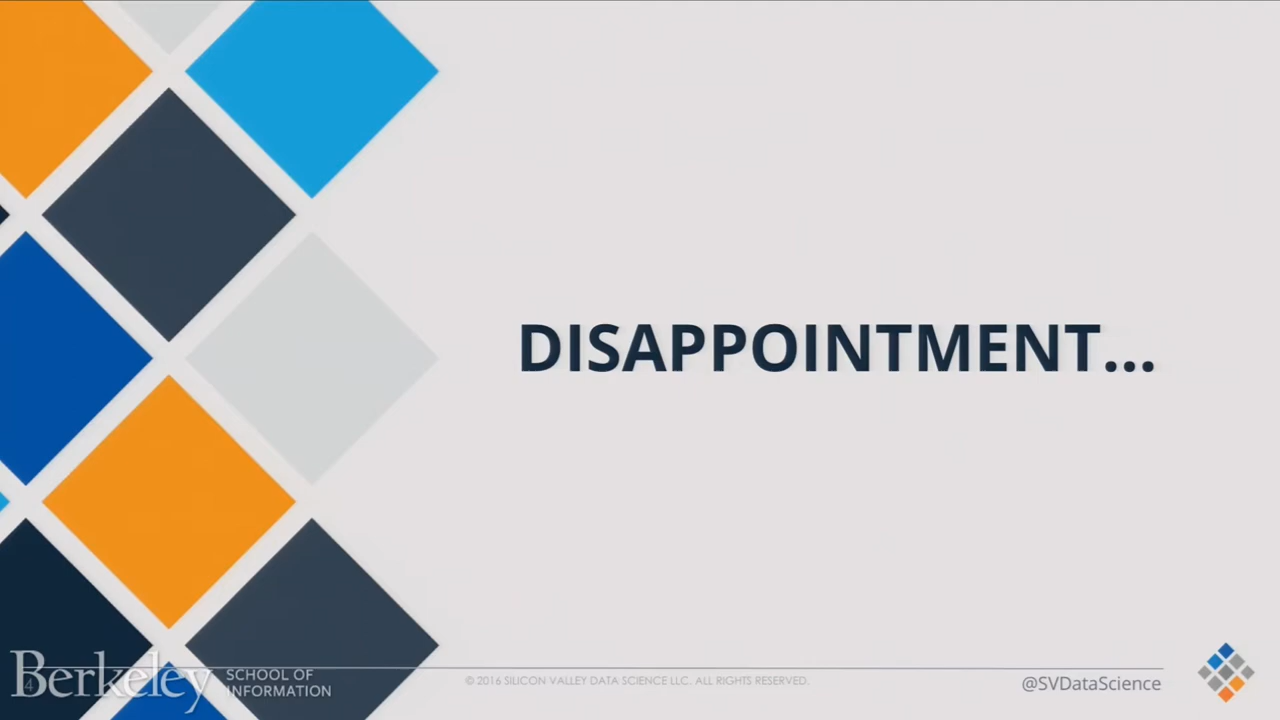 DISAPPOINTMENT...
Berkeley
SCHOOL OF
INFORMATION
© 2016 SILICON VALLEY DATA SCIENCE LLC. ALL RIGHTS RESERVED.
@SVDataScience